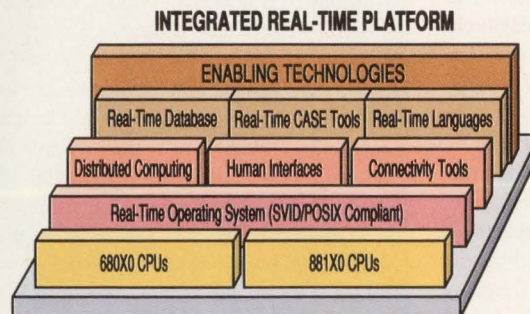 INTEGRATED REAL-TIME PLATFORM
ENABLING TECHNOLOGIES
Real-Time Database Real-Time CASE Tools Real-Time Languages
Distributed Computing Human Interfaces Connectivity Tools
Real-Time Operating System (SVID/POSIX Compliant)
680X0 CPUs 881X0 CPUs